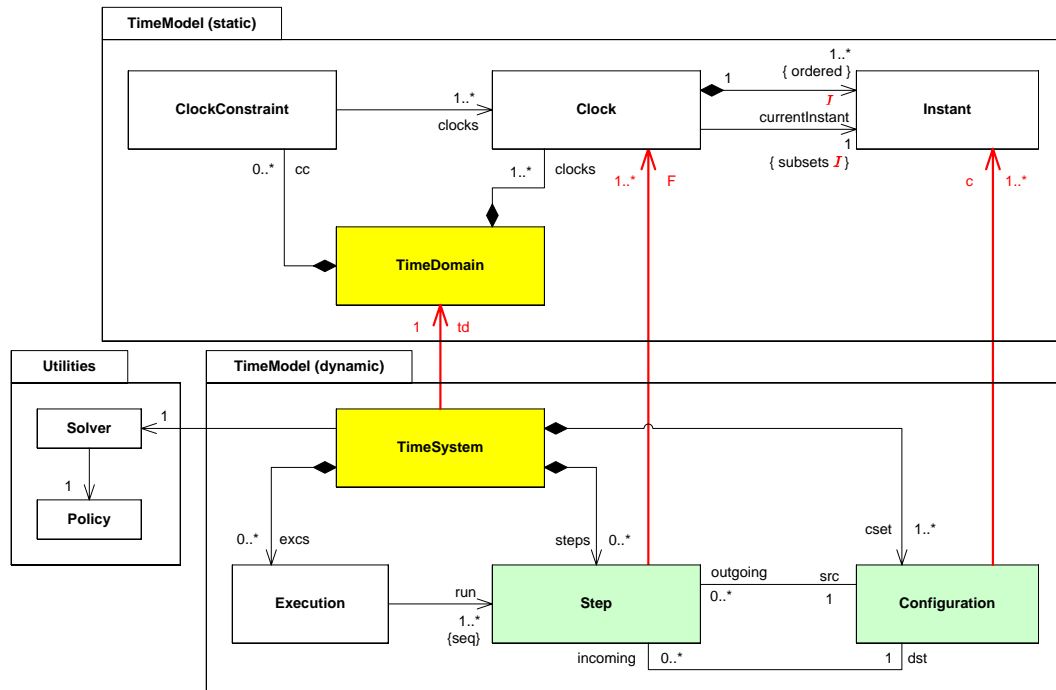 TimeModel (static)
1..*
{ ordered }
1
I
ClockConstraint
1..*
clocks
Clock
currentInstant
1
{ subsets I }
Instant
0..*
cc
1..*
clocks
1..*
F
c
1..*
TimeDomain
1
td
Utilities
TimeModel (dynamic)
Solver
1
TimeSystem
1
Policy
0..*
excs
steps
0..*
cset
1..*
Execution
run
1..*
{seq}
Step
outgoing
0..*
src
1
Configuration
incoming
0..*
1
dst